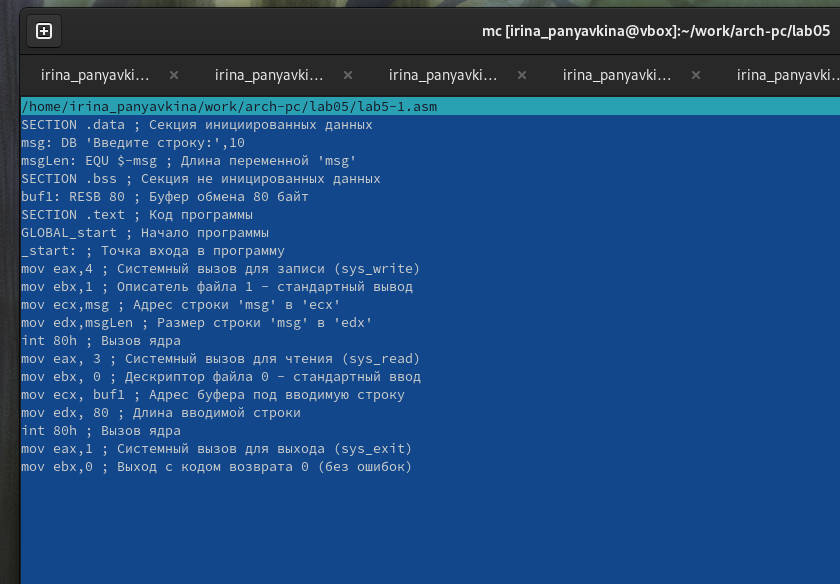 mc [irina_panyavkina@vbox]:~/work/arch-pc/lab05
irina_panyavki... irina_panyavki... irina_panyavki... irina_panyavki... irina_panyavki...
/home/irina_panyavkina/work/arch-pc/lab05/lab5-1.asm
SECTION .data ; Секция инициированных данных
msg: DB 'Введите строку:',10
msgLen: EQU $-msg ; Длина переменной 'msg'
SECTION .bss ; Секция не иницированных данных
buf1: RESB 80 ; Буфер обмена 80 байт
SECTION .text ; Код программы
GLOBAL_start ; Начало программы
_start: ; Точка входа в программу
mov eax,4 ; Системный вызов для записи (sys_write)
mov ebx,1 ; Описатель файла 1 - стандартный вывод
mov ecx,msg ; Адрес строки 'msg' в 'ecx'
mov edx,msgLen ; Размер строки 'msg' в 'edx'
int 80h ; Вызов ядра
mov eax, 3 ; Системный вызов для чтения (sys_read)
mov ebx, 0 ; Дескриптор файла 0 - стандартный ввод
mov ecx, buf1 ; Адрес буфера под вводимую строку
mov edx, 80 ; Длина вводимой строки
int 80h ; Вызов ядра
mov eax,1 ; Системный вызов для выхода (sys_exit)
mov ebx,0 ; Выход с кодом возврата 0 (без ошибок)